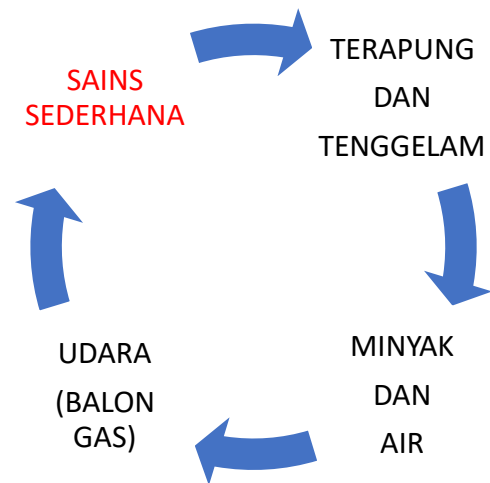 SAINS
SEDERHANA
TERAPUNG
DAN
TENGGELAM
MINYAK
DAN
AIR
UDARA
(BALON
GAS)